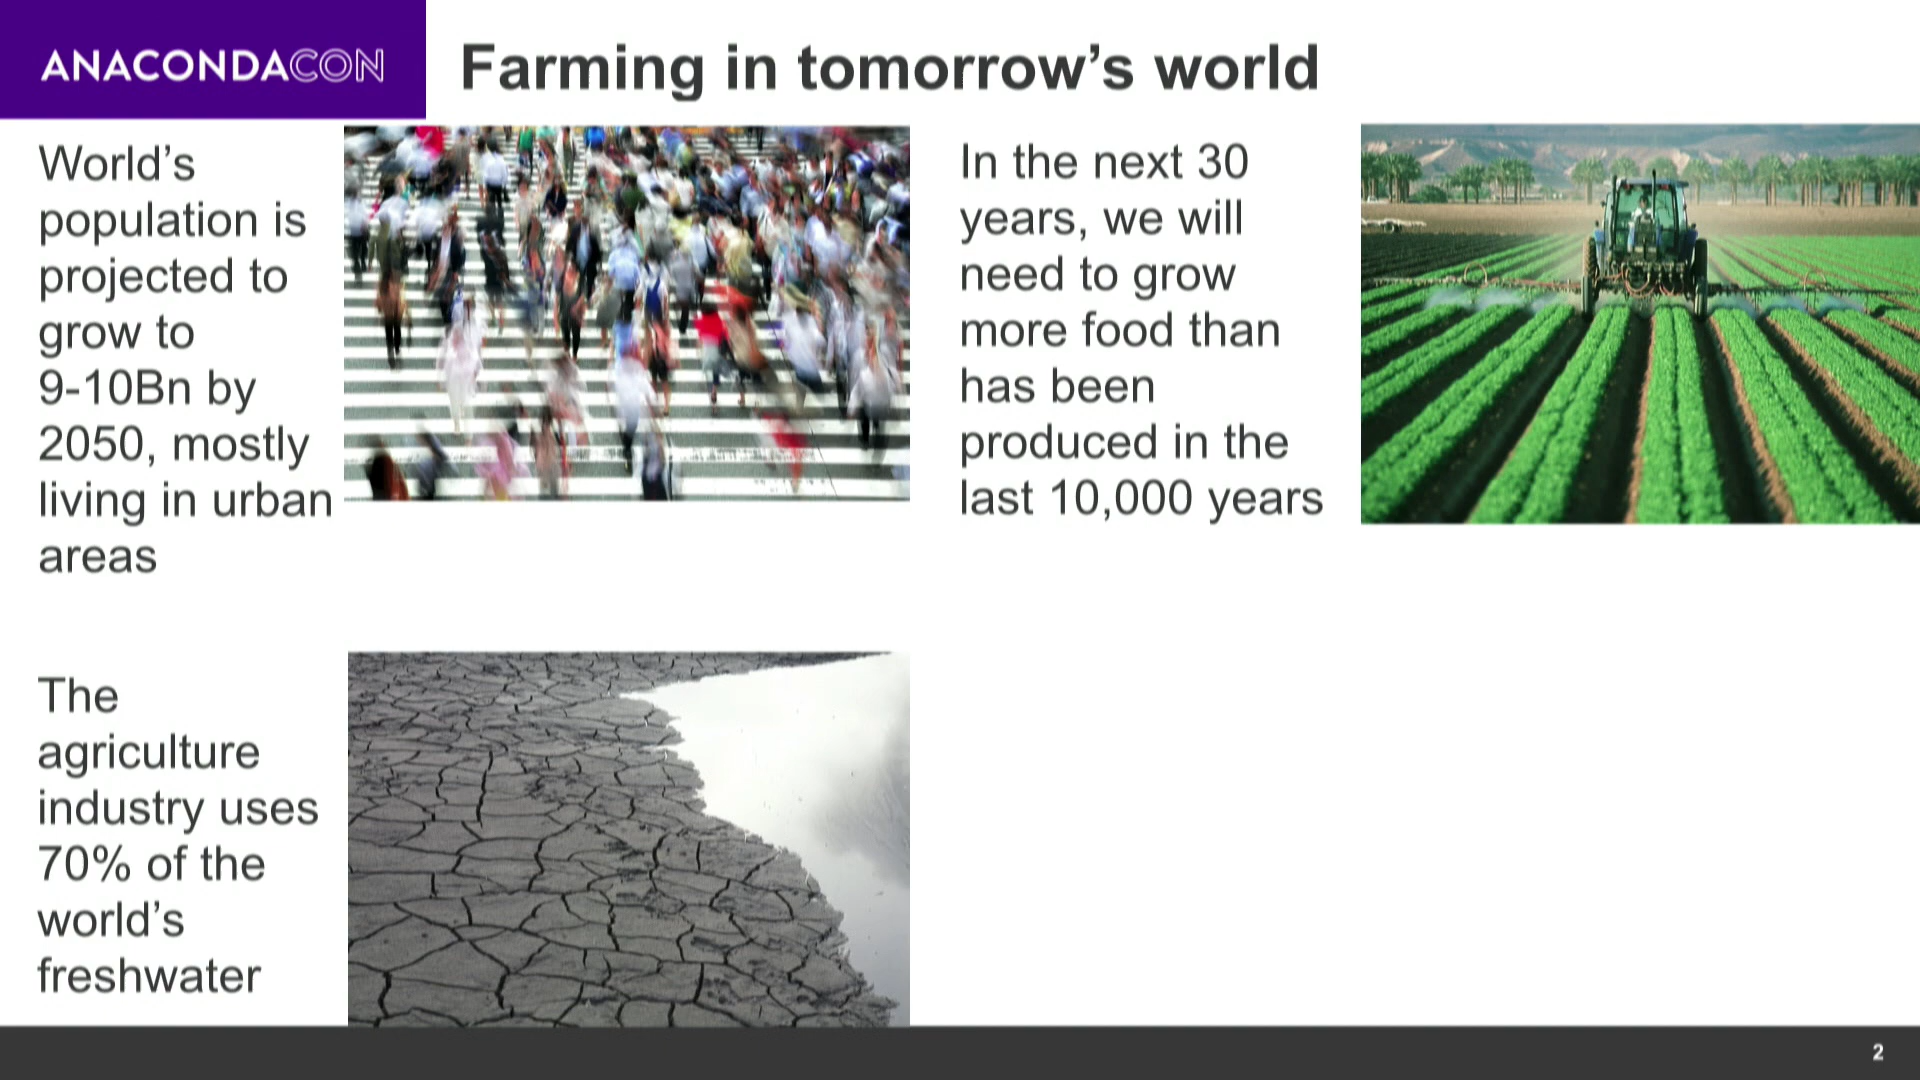 ANACONDACON
Farming in tomorrow’s world
World’s
population is
projected to
grow to
9-10Bn by
2050, mostly
living in urban
areas
In the next 30
years, we will
need to grow
more food than
has been
produced in the
last 10,000 years
The
agriculture
industry uses
70% of the
world’s
freshwater
2